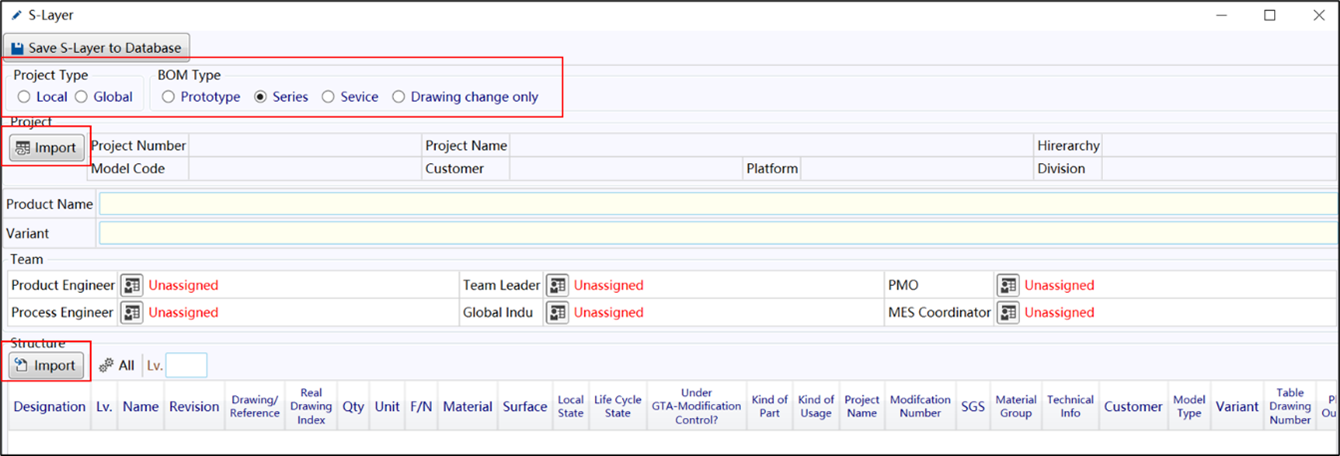 S-Layer
Save S-Layer to Database
Project Type
BOM Type
Local Global Prototype Series Sevice Drawing change only
Project
Import Project Number Project Name Hirerarchy
Model Code Customer Platform Division
Product Name
Variant
Team
Product Engineer Unassigned Team Leader Unassigned PMO Unassigned
Process Engineer Unassigned Global Indu Unassigned MES Coordinator Unassigned
Structure
Import All Lv.
Designation
Lv.
Name
Revision
Drawing/
Reference
Real
Drawing
Index
Qty
Unit
F/N
Material
Surface
Local
State
Life Cycle
State
Under
GTA-Modification
Control?
Kind of
Part
Kind of
Usage
Project
Name
Modifcation
Number
SGS
Material
Group
Technical
Info
Customer
Model
Type
Variant
Table
Drawing
Number